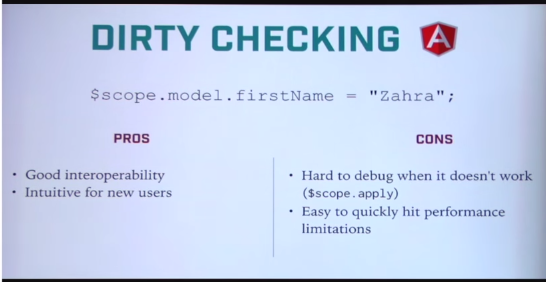 DIRTY CHECKING
$scope.model.firstName = "Zahra";
PROS
• Good interoperability
• Intuitive for new users
CONS
• Hard to debug when it doesn't work
($scope.apply)
• Easy to quickly hit performance
limitations